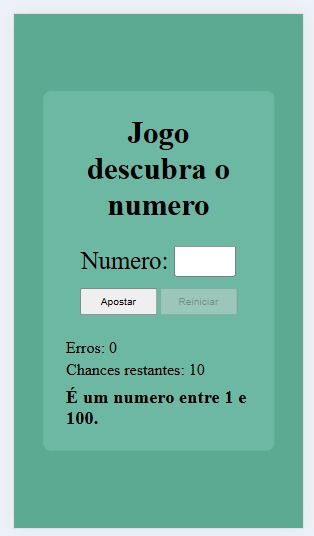 Jogo
descubra o
numero
Numero:
Apostar Reiniciar
Erros: 0
Chances restantes: 10
É um numero entre 1 e
100.